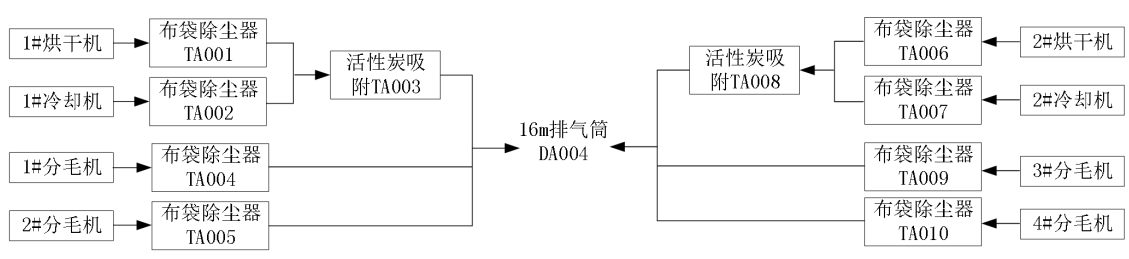 1#烘干机
布袋除尘器
TA001
1#冷却机
布袋除尘器
TA002
活性炭吸
附TA003
1#分毛机
布袋除尘器
TA004
2#分毛机
布袋除尘器
TA005
16m排气筒
DA004
活性炭吸
附TA008
布袋除尘器
TA006
2#烘干机
布袋除尘器
TA007
2#冷却机
布袋除尘器
TA009
3#分毛机
布袋除尘器
TA010
4#分毛机